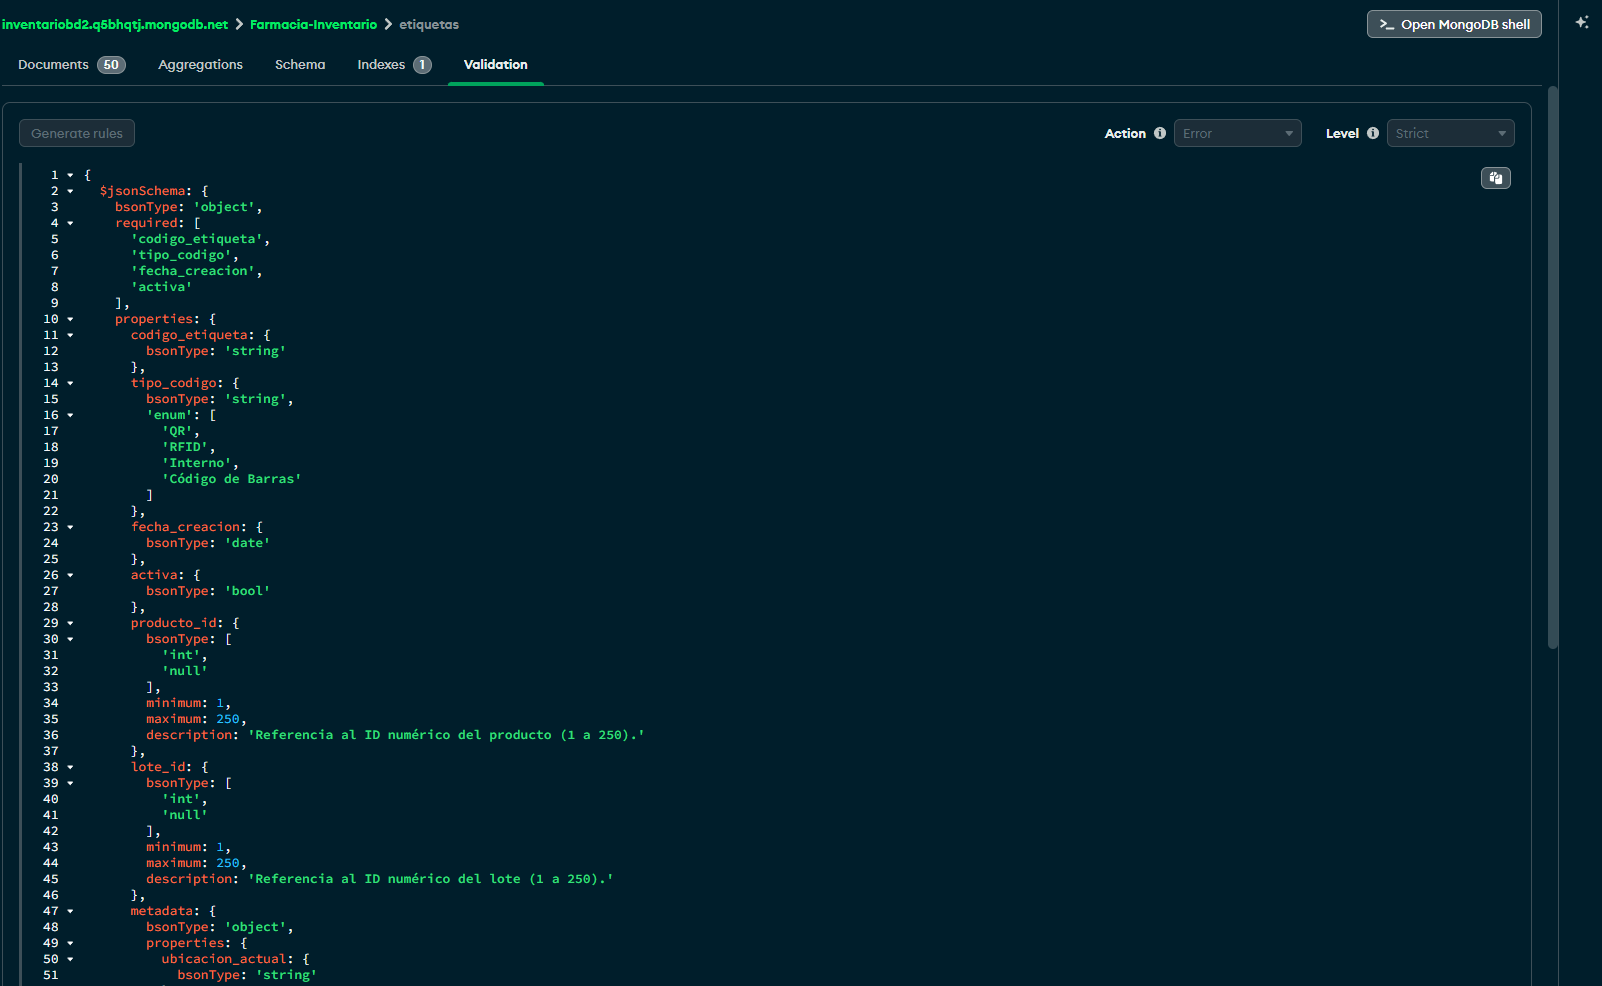 inventariobd2.q5bhqtj.mongodb.net > Farmacia-Inventario > etiquetas
>_ Open MongoDB shell
Documents 50 Aggregations Schema Indexes 1 Validation
Generate rules
Action Error Level Strict
1 {
2 $jsonSchema: {
3 bsonType: 'object',
4 required: [
5 'codigo_etiqueta',
6 'tipo_codigo',
7 'fecha_creacion',
8 'activa'
9 ],
10 properties: {
11 codigo_etiqueta: {
12 bsonType: 'string'
13 },
14 tipo_codigo: {
15 bsonType: 'string',
16 'enum': [
17 'QR',
18 'RFID',
19 'Interno',
20 'Código de Barras'
21 ]
22 },
23 fecha_creacion: {
24 bsonType: 'date'
25 },
26 activa: {
27 bsonType: 'bool'
28 },
29 producto_id: {
30 bsonType: [
31 'int',
32 'null'
33 ],
34 minimum: 1,
35 maximum: 250,
36 description: 'Referencia al ID numérico del producto (1 a 250).'
37 },
38 lote_id: {
39 bsonType: [
40 'int',
41 'null'
42 ],
43 minimum: 1,
44 maximum: 250,
45 description: 'Referencia al ID numérico del lote (1 a 250).'
46 },
47 metadata: {
48 bsonType: 'object',
49 properties: {
50 ubicacion_actual: {
51 bsonType: 'string'